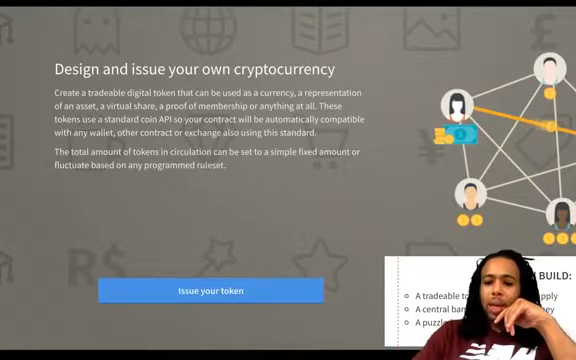 Design and issue your own cryptocurrency
Create a tradeable digital token that can be used as a currency, a representation
of an asset, a virtual share, a proof of membership or anything at all. These
tokens use a standard coin API so your contract will be automatically compatible
with any wallet, other contract or exchange also using this standard.
The total amount of tokens in circulation can be set to a simple fixed amount or
fluctuate based on any programmed ruleset.
Issue your token
BUILD:
A tradeable
A central
A